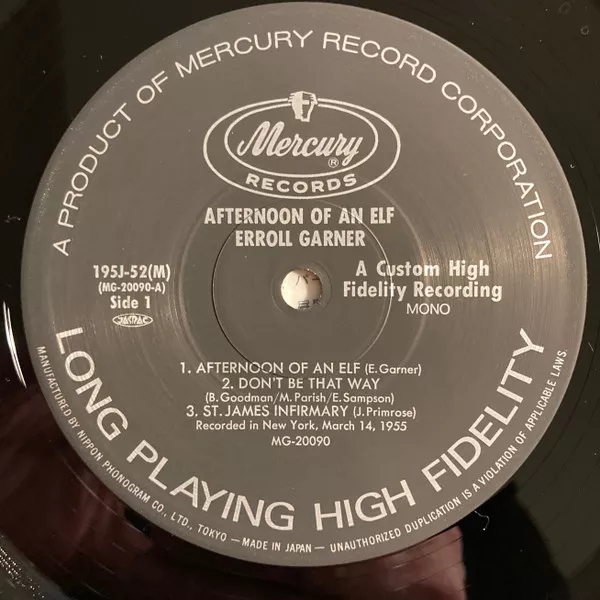 A PRODUCT OF MERCURY RECORD CORPORATION
Mercury ®
RECORDS
AFTERNOON OF AN ELF
ERROLL GARNER
195J-52(M)
(MG-20090-A)
Side 1
JASRAC
A Custom High
Fidelity Recording
MONO
1. AFTERNOON OF AN ELF (E. Garner)
2. DON'T BE THAT WAY
(B. Goodman/M. Parish/E. Sampson)
3. ST. JAMES INFIRMARY (J. Primrose)
Recorded in New York, March 14, 1955
MG-20090
LONG PLAYING HIGH FIDELITY
MANUFACTURED BY NIPPON PHONOGRAM CO., LTD., TOKYO — MADE IN JAPAN — UNAUTHORIZED DUPLICATION IS A VIOLATION OF APPLICABLE LAWS.